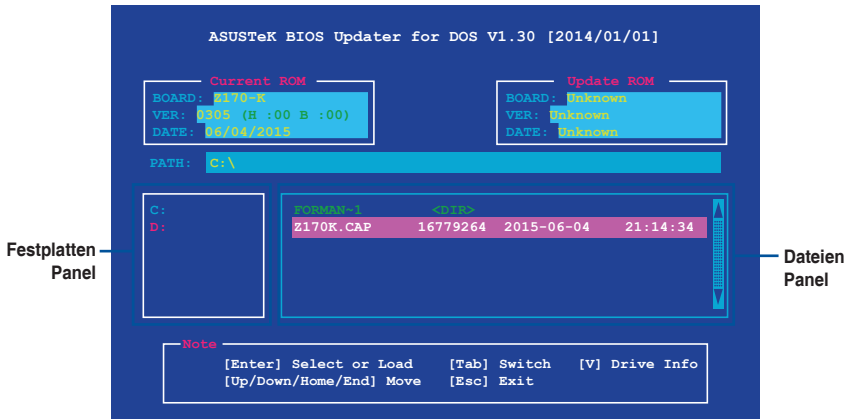 ASUSTeK BIOS Updater for DOS V1.30 [2014/01/01]
Current ROM
BOARD: Z170-K
VER: 0305 (H :00 B :00)
DATE: 06/04/2015
Update ROM
BOARD: Unknown
VER: Unknown
DATE: Unknown
PATH: C:\
C:
D:
FORMAN~1 <DIR>
Z170K.CAP 16779264 2015-06-04 21:14:34
Festplatten
Panel
Dateien
Panel
Note
[Enter] Select or Load [Tab] Switch [V] Drive Info
[Up/Down/Home/End] Move [Esc] Exit